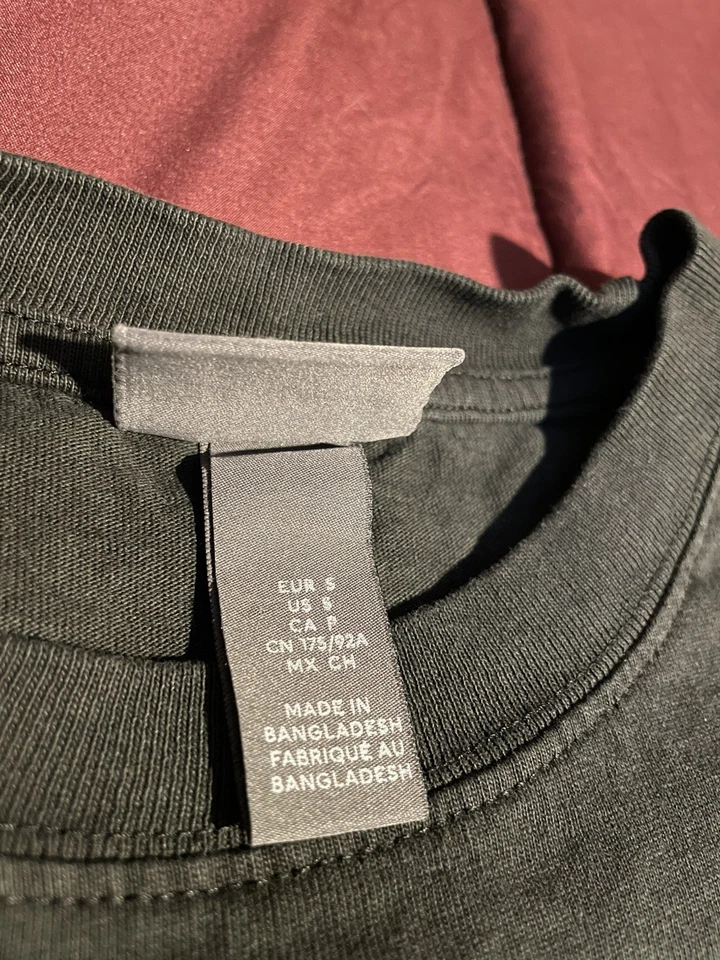 EUR S
US S
CA P
CN 175/92A
MX CH
MADE IN
BANGLADESH
FABRIQUÉ AU
BANGLADESH